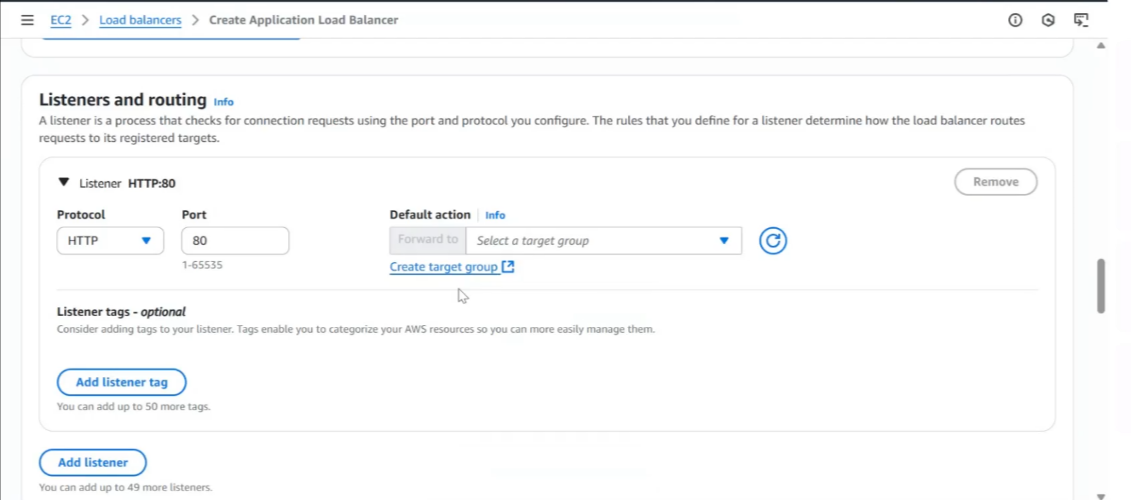 EC2 > Load balancers > Create Application Load Balancer
Listeners and routing Info
A listener is a process that checks for connection requests using the port and protocol you configure. The rules that you define for a listener determine how the load balancer routes
requests to its registered targets.
Listener HTTP:80
Remove
Protocol Port Default action Info
HTTP 80 Forward to Select a target group
1-65535 Create target group
Listener tags - optional
Consider adding tags to your listener. Tags enable you to categorize your AWS resources so you can more easily manage them.
Add listener tag
You can add up to 50 more tags.
Add listener
You can add up to 49 more listeners.